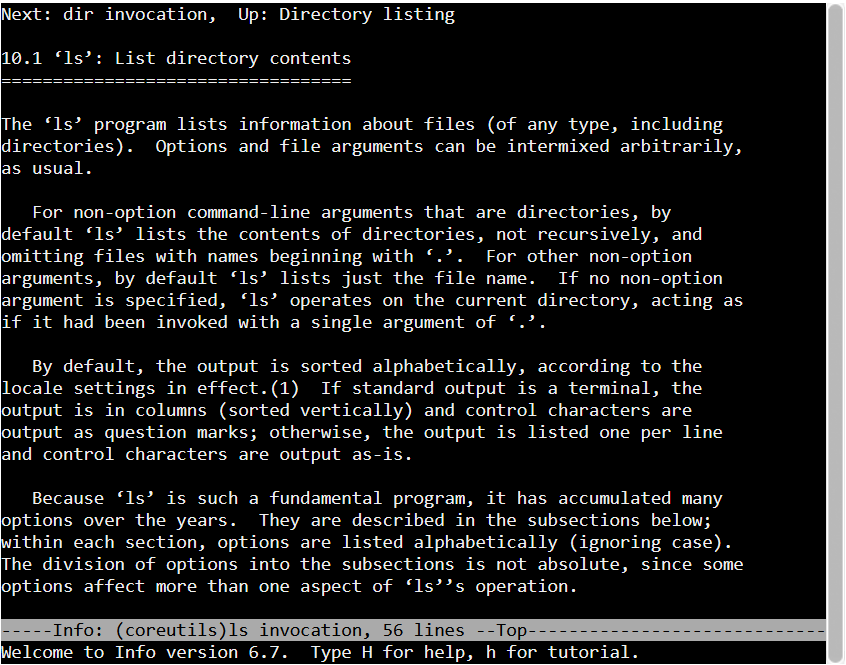 Next: dir invocation,  Up: Directory listing
10.1 ‘ls’: List directory contents
==================================
The ‘ls’ program lists information about files (of any type, including
directories).  Options and file arguments can be intermixed arbitrarily,
as usual.
   For non-option command-line arguments that are directories, by
default ‘ls’ lists the contents of directories, not recursively, and
omitting files with names beginning with ‘.’.  For other non-option
arguments, by default ‘ls’ lists just the file name.  If no non-option
argument is specified, ‘ls’ operates on the current directory, acting as
if it had been invoked with a single argument of ‘.’.
   By default, the output is sorted alphabetically, according to the
locale settings in effect.(1)  If standard output is a terminal, the
output is in columns (sorted vertically) and control characters are
output as question marks; otherwise, the output is listed one per line
and control characters are output as-is.
   Because ‘ls’ is such a fundamental program, it has accumulated many
options over the years.  They are described in the subsections below;
within each section, options are listed alphabetically (ignoring case).
The division of options into the subsections is not absolute, since some
options affect more than one aspect of ‘ls’’s operation.
-----Info: (coreutils)ls invocation, 56 lines --Top-----------------------------
Welcome to Info version 6.7.  Type H for help, h for tutorial.